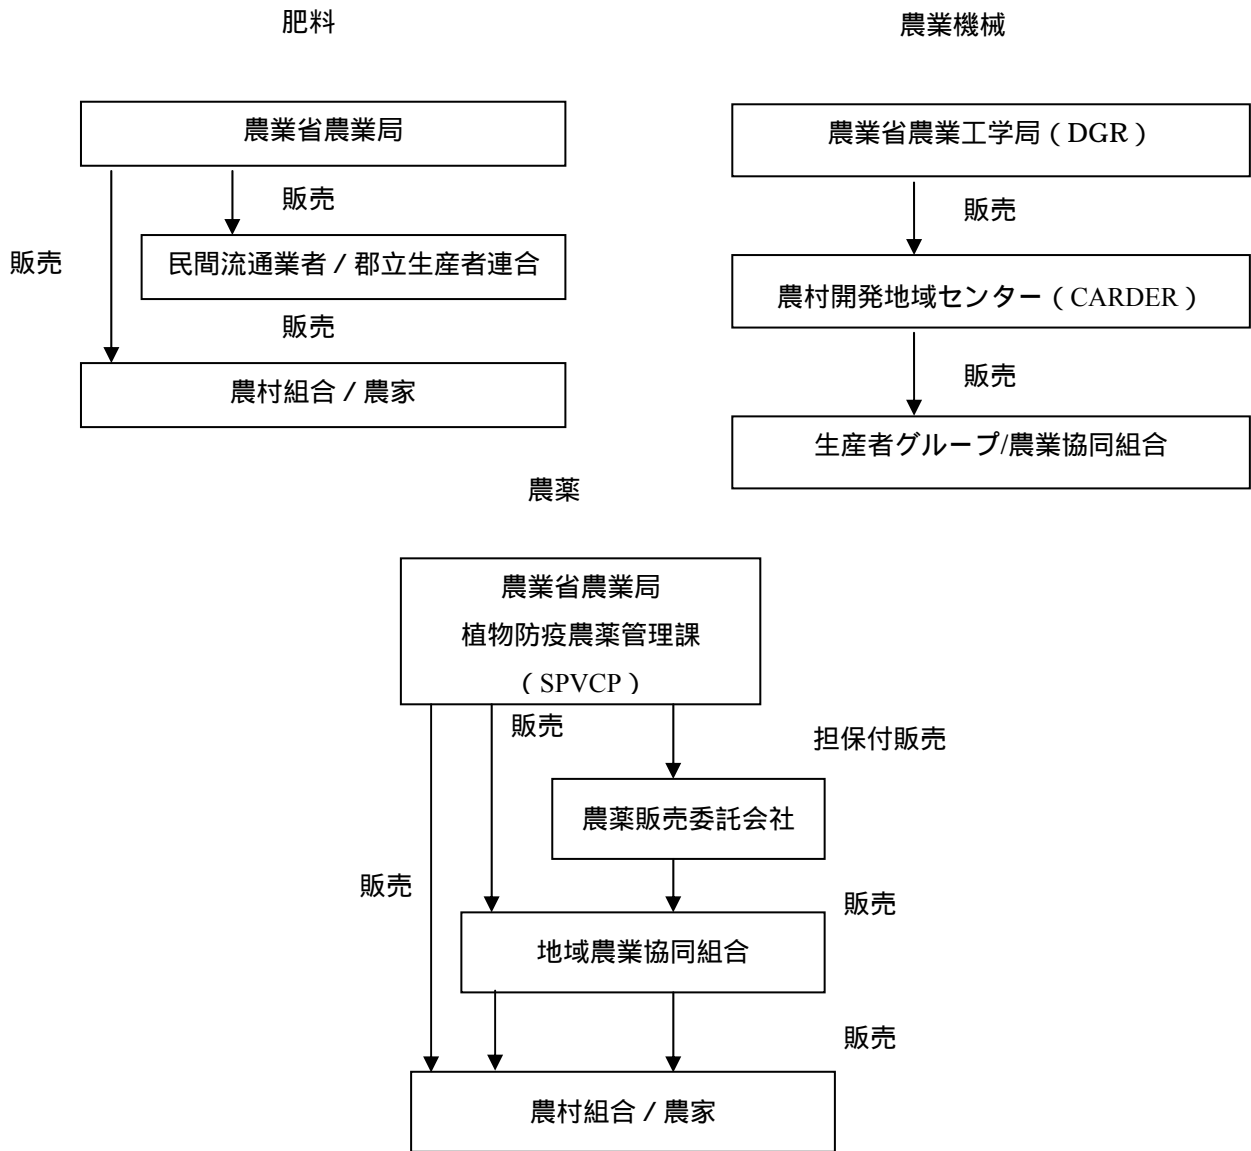 肥料
農業省農業局
販売
販売
民間流通業者 / 郡立生産者連合
販売
農村組合 / 農家
農業機械
農業省農業工学局 ( DGR )
販売
農村開発地域センター ( CARDER )
販売
生産者グループ/農業協同組合
農薬
農業省農業局
植物防疫農薬管理課
( SPVCP )
販売
担保付販売
農薬販売委託会社
販売
販売
地域農業協同組合
販売
農村組合 / 農家